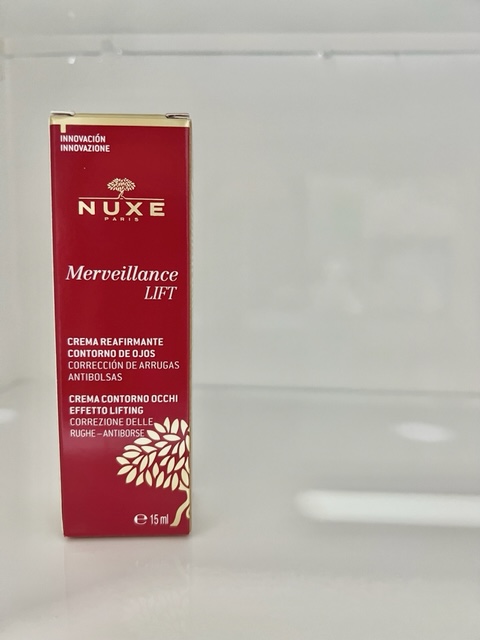 INNOVACIÓN
INNOVAZIONE
NUXE
PARIS
Merveillance
LIFT
CREMA REAFIRMANTE
CONTORNO DE OJOS
CORRECCIÓN DE ARRUGAS
ANTIBOLSAS
CREMA CONTORNO OCCHI
EFFETTO LIFTING
CORREZIONE DELLE
RUGHE – ANTIBORSE
℮ 15 ml